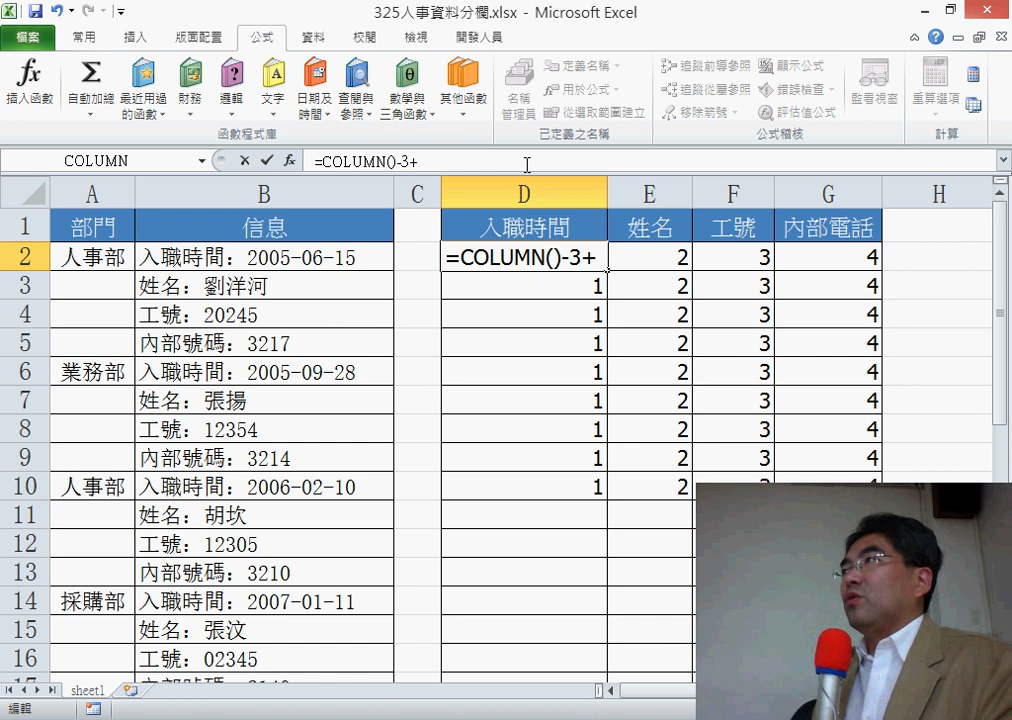 325人事資料分欄.xlsx - Microsoft Excel
檔案 常用 插入 版面配置 公式 資料 校閱 檢視 開發人員
插入函數 自動加總 最近用過的函數 財務 邏輯 文字 日期及時間 查閱與參照 數學與三角函數 其他函數 名稱管理員 定義名稱 用於公式 從選取範圍建立 追蹤前導參照 追蹤從屬參照 移除箭號 顯示公式 錯誤檢查 評估值公式 監看視窗 重算選項
函數程式庫 已定義之名稱 公式稽核 計算
COLUMN fx =COLUMN()-3+
A B C D E F G H
1 部門 信息 入職時間 姓名 工號 內部電話
2 人事部 入職時間：2005-06-15 =COLUMN()-3+ 2 3 4
3 姓名：劉洋河 1 2 3 4
4 工號：20245 1 2 3 4
5 內部號碼：3217 1 2 3 4
6 業務部 入職時間：2005-09-28 1 2 3 4
7 姓名：張揚 1 2 3 4
8 工號：12354 1 2 3 4
9 內部號碼：3214 1 2 3 4
10 人事部 入職時間：2006-02-10 1 2
11 姓名：胡坎
12 工號：12305
13 內部號碼：3210
14 採購部 入職時間：2007-01-11
15 姓名：張汶
16 工號：02345
sheet1
編輯